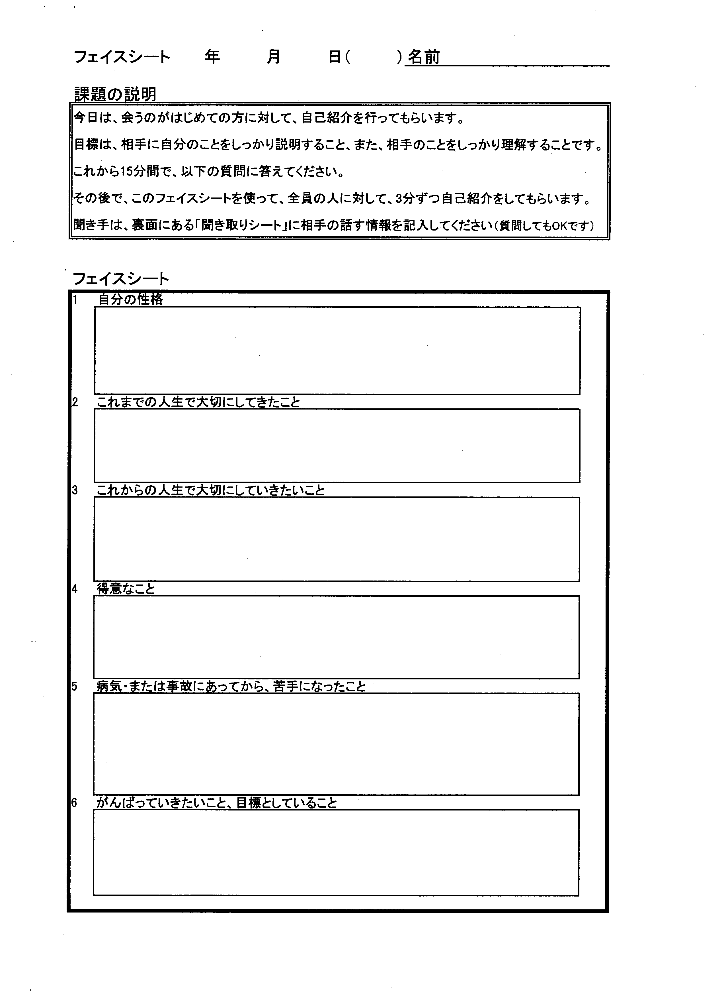 フェイスシート　　年　　　月　　　日（　　　）名前
課題の説明
今日は、会うのがはじめての方に対して、自己紹介を行ってもらいます。
目標は、相手に自分のことをしっかり説明すること、また、相手のことをしっかり理解することです。
これから15分間で、以下の質問に答えてください。
その後で、このフェイスシートを使って、全員の人に対して、3分ずつ自己紹介をしてもらいます。
聞き手は、裏面にある「聞き取りシート」に相手の話す情報を記入してください（質問してもOKです）
フェイスシート
1　自分の性格
2　これまでの人生で大切にしてきたこと
3　これからの人生で大切にしていきたいこと
4　得意なこと
5　病気・または事故にあってから、苦手になったこと
6　がんばっていきたいこと、目標としていること